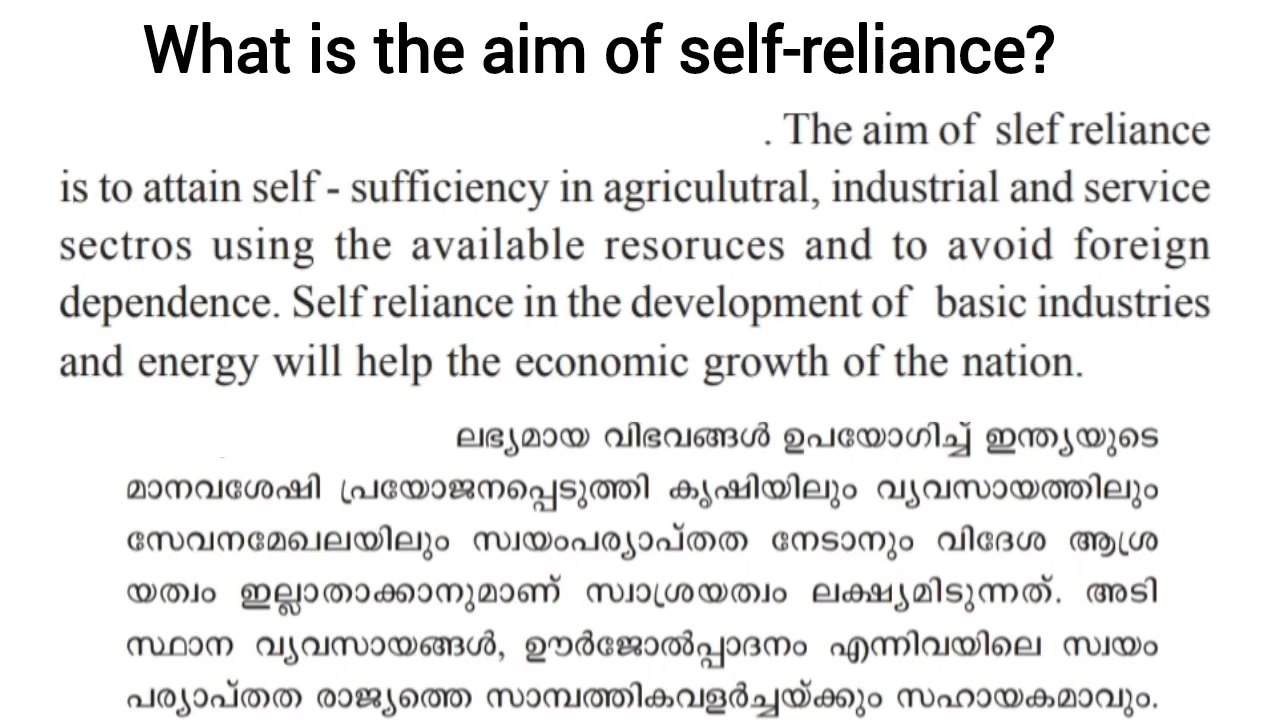 What is the aim of self-reliance?
. The aim of slef reliance
is to attain self - sufficiency in agriculutral, industrial and service
sectros using the available resoruces and to avoid foreign
dependence. Self reliance in the development of basic industries
and energy will help the economic growth of the nation.
ലഭ്യമായ വിഭവങ്ങൾ ഉപയോഗിച്ച് ഇന്ത്യയുടെ
മാനവശേഷി പ്രയോജനപ്പെടുത്തി കൃഷിയിലും വ്യവസായത്തിലും
സേവനമേഖലയിലും സ്വയംപര്യാപ്തത നേടാനും വിദേശ ആശ്ര
യത്വം ഇല്ലാതാക്കാനുമാണ് സ്വാശ്രയത്വം ലക്ഷ്യമിടുന്നത്. അടി
സ്ഥാന വ്യവസായങ്ങൾ, ഊർജോൽപ്പാദനം എന്നിവയിലെ സ്വയം
പര്യാപ്തത രാജ്യത്തെ സാമ്പത്തികവളർച്ചയ്ക്കും സഹായകമാവും.